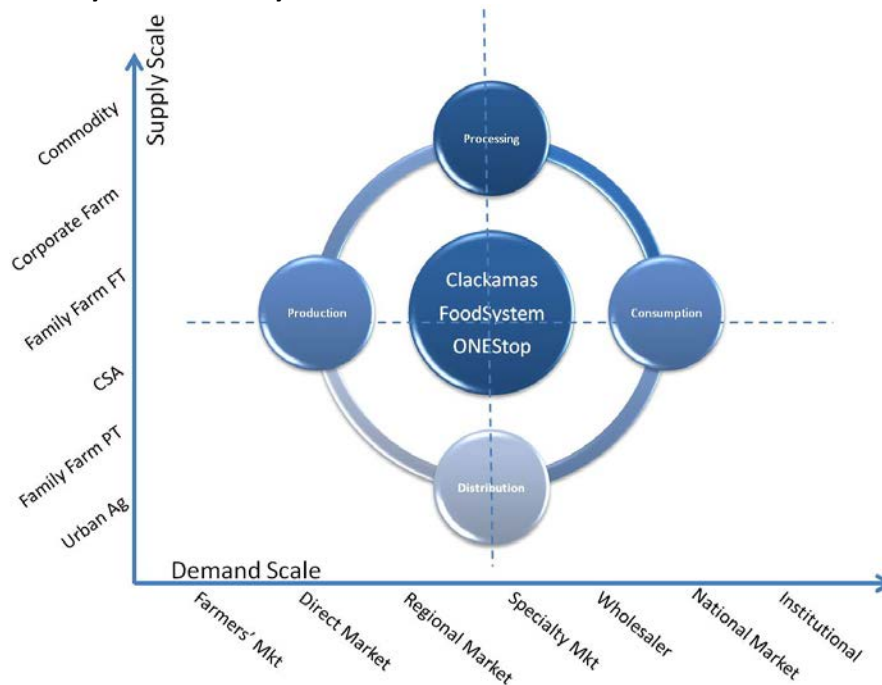 Supply Scale
Commodity
Corporate Farm
Family Farm FT
CSA
Family Farm PT
Urban Ag
Processing
Production
Clackamas
FoodSystem
ONEStop
Consumption
Distribution
Demand Scale
Farmers' Mkt
Direct Market
Regional Market
Specialty Mkt
Wholesaler
National Market
Institutional